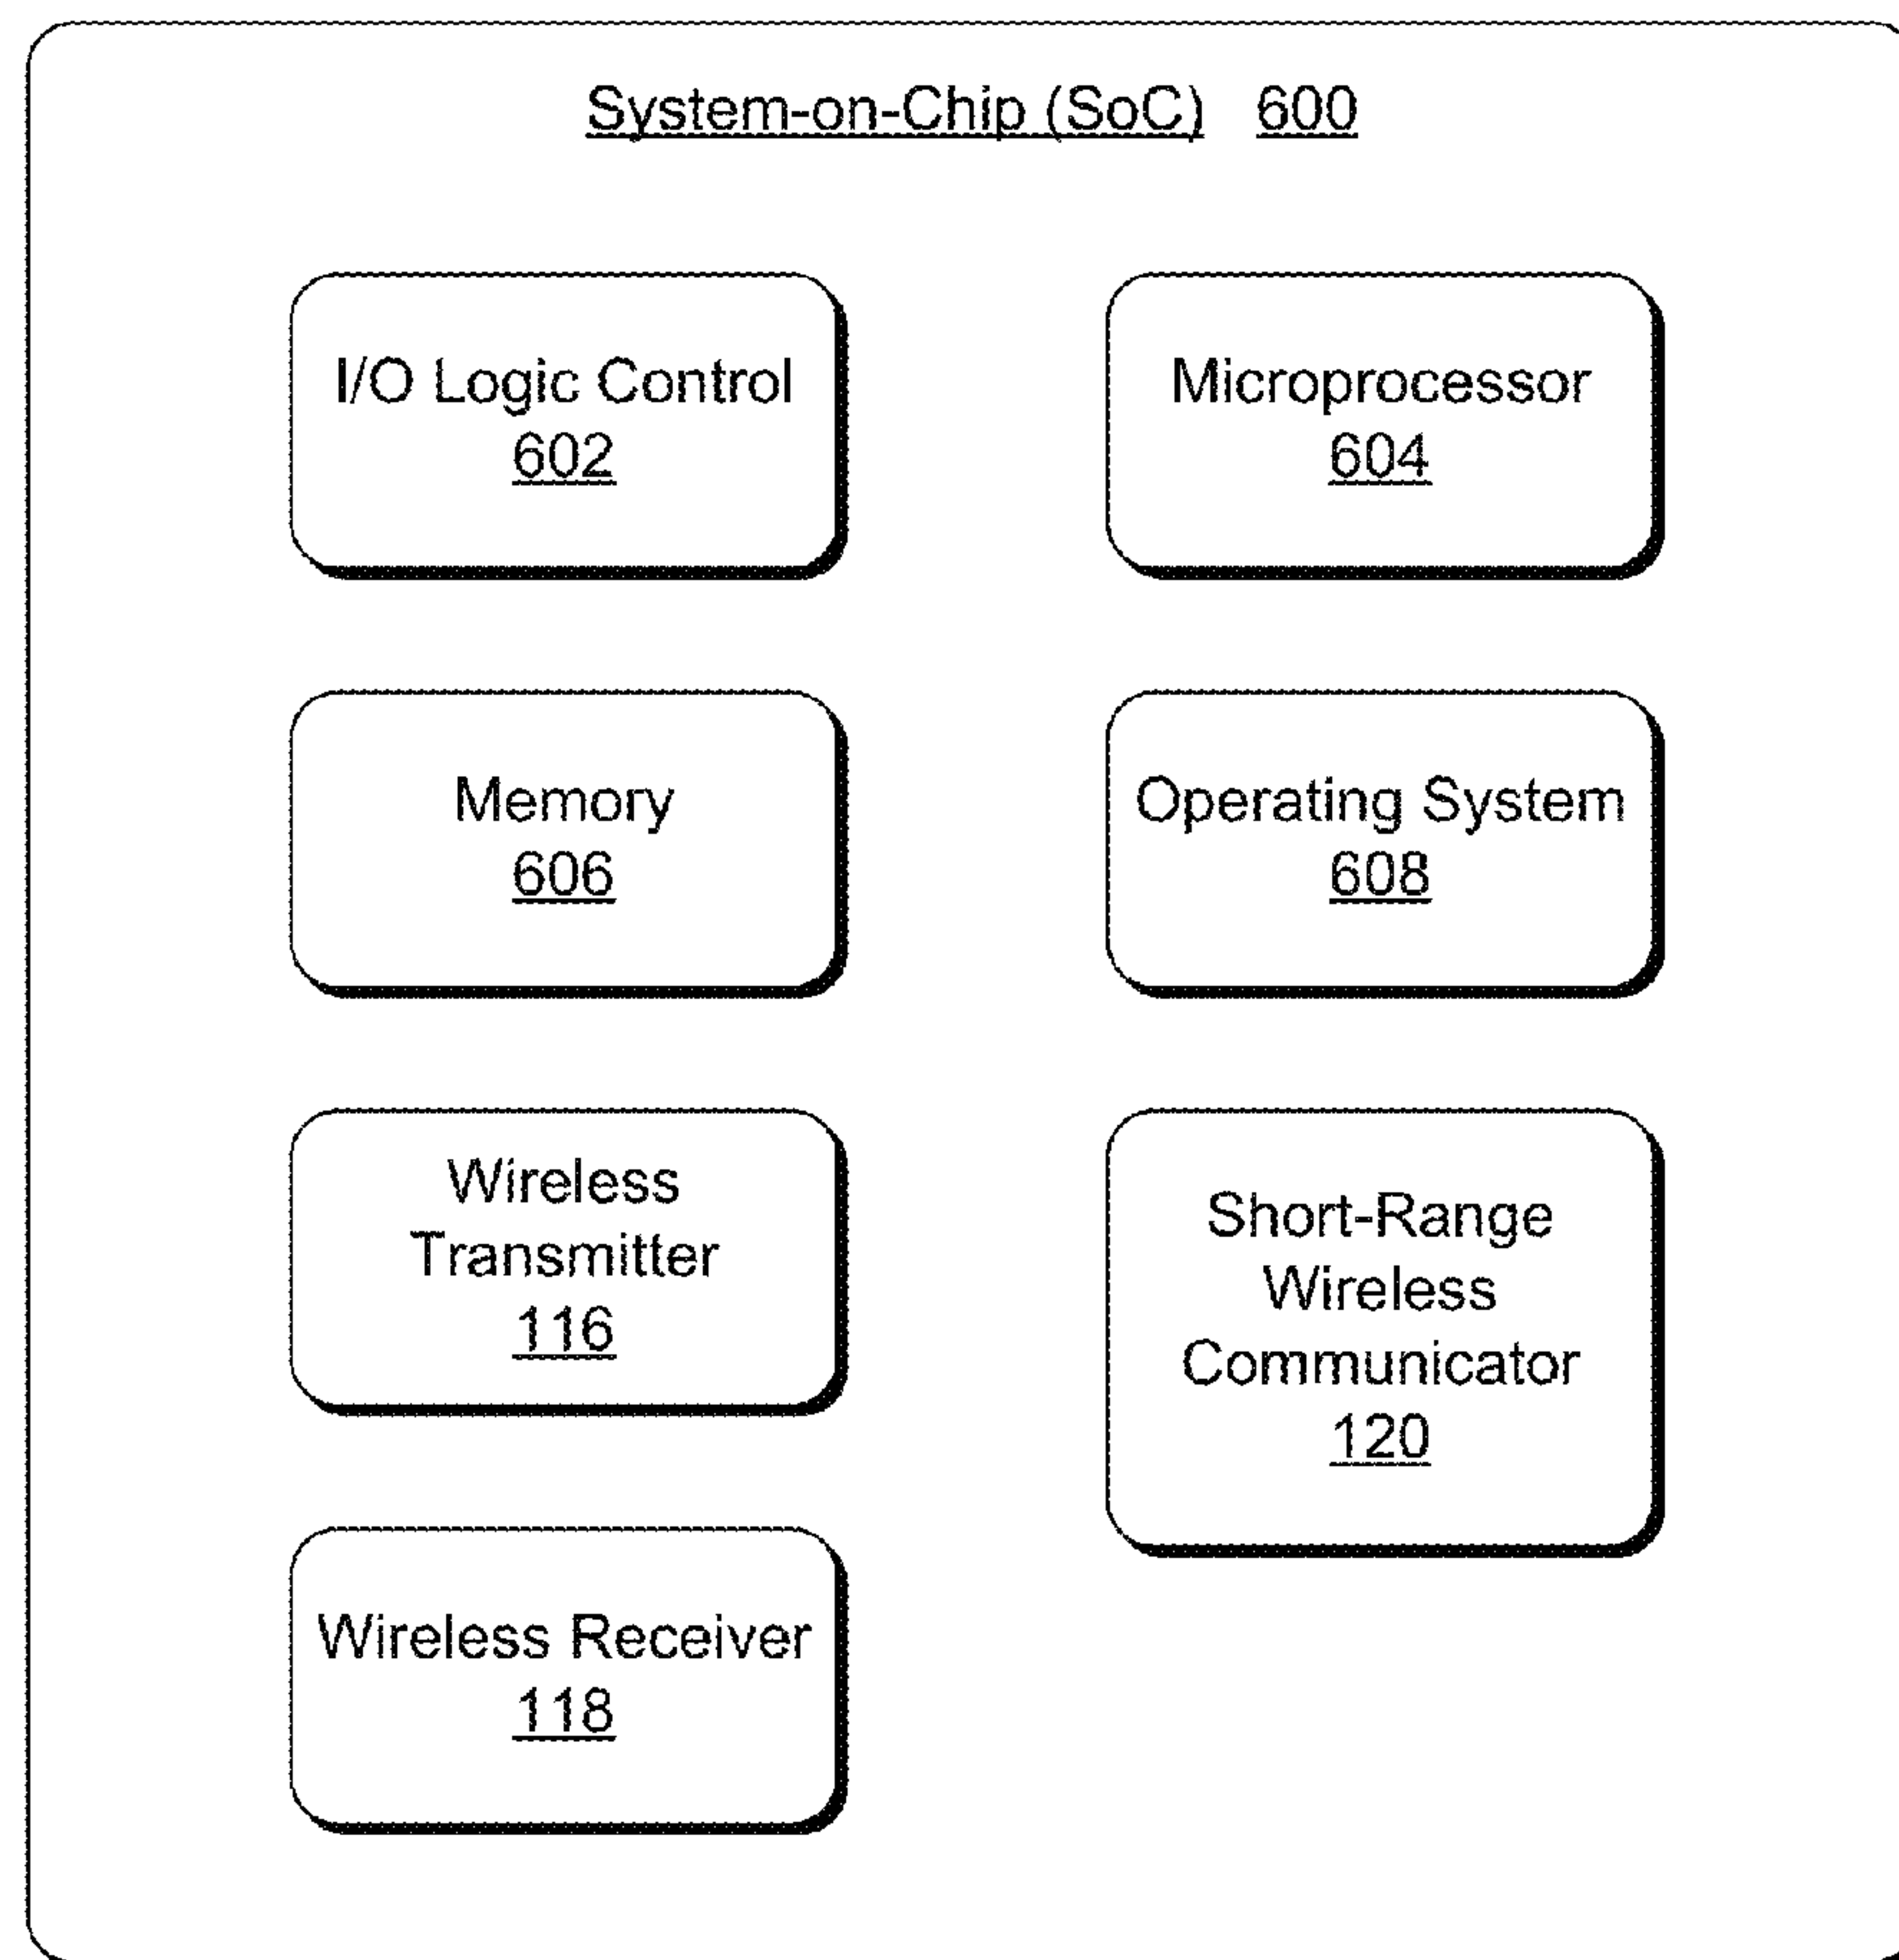 System-on-Chip (SoC) 600
I/O Logic Control
602
Microprocessor
604
Memory
606
Operating System
608
Wireless
Transmitter
116
Short-Range
Wireless
Communicator
120
Wireless Receiver
118